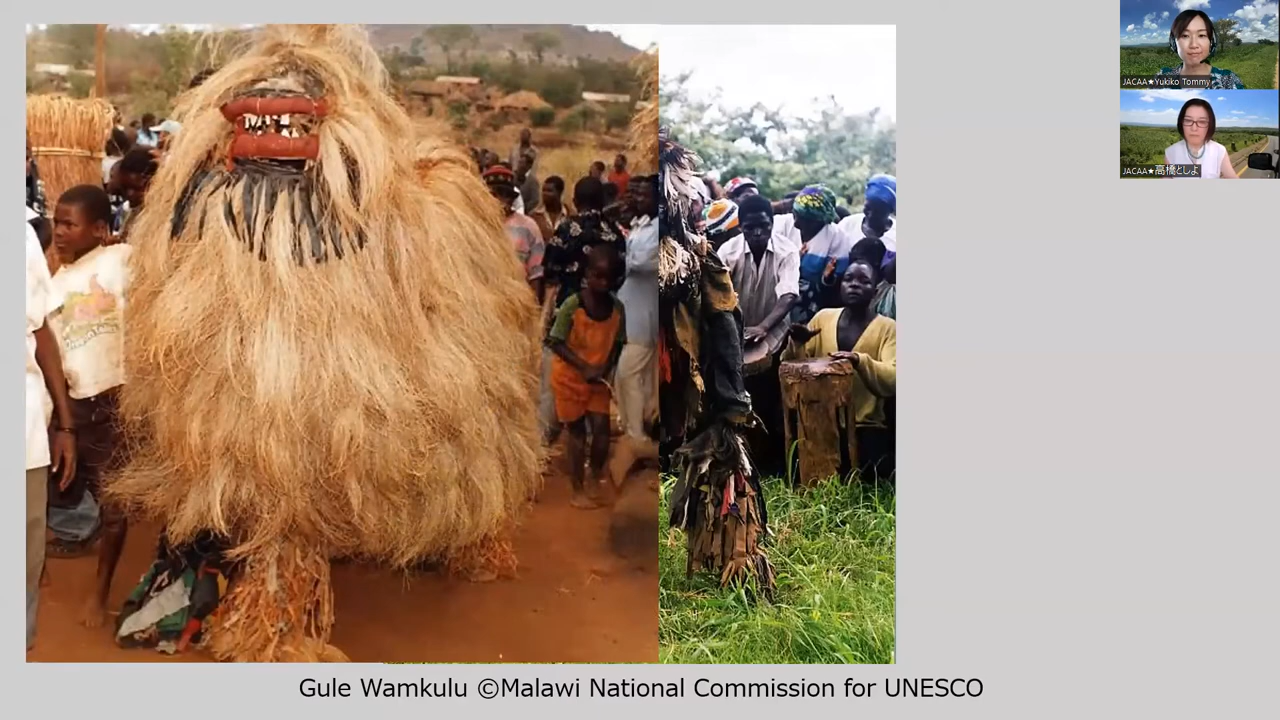 JACAA★Yukiko Tommy
JACAA★高橋としよ
Gule Wamkulu ©Malawi National Commission for UNESCO